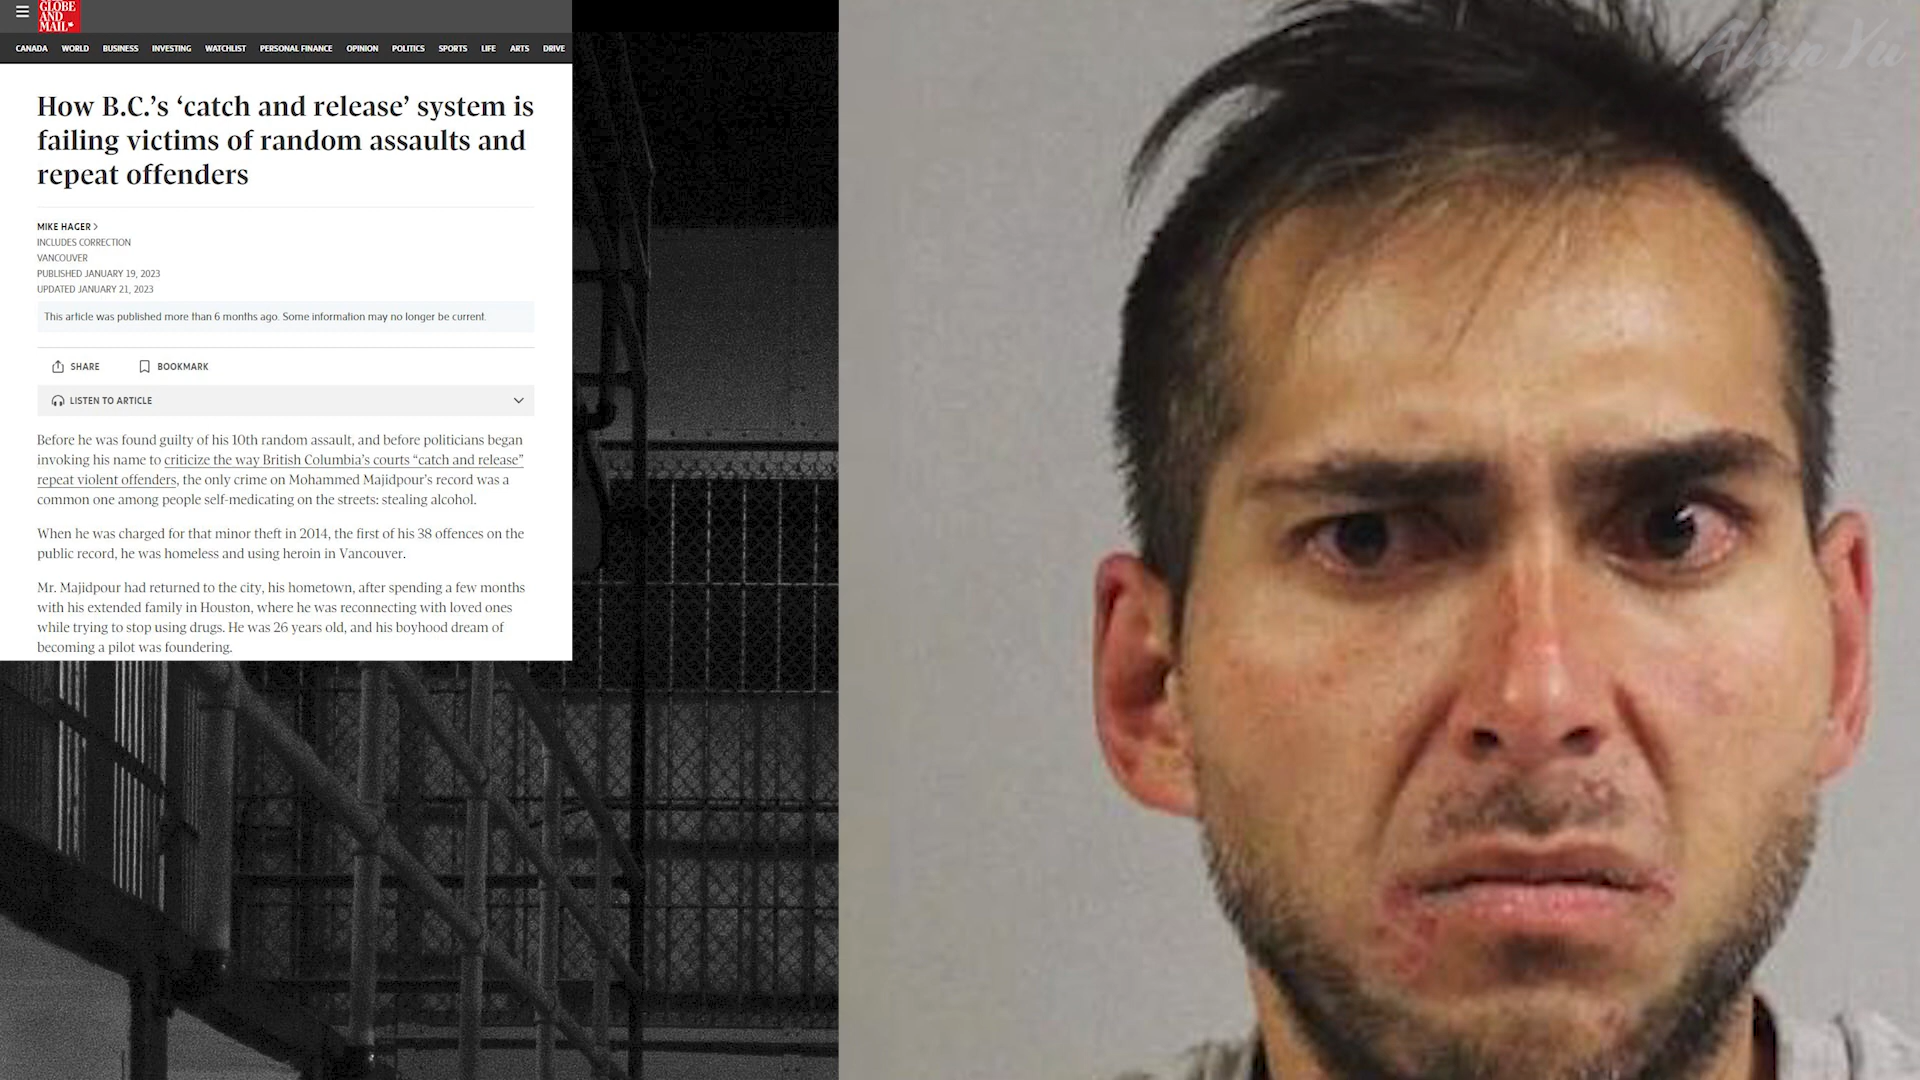 GLOBE
AND
MAIL
CANADA WORLD BUSINESS INVESTING WATCHLIST PERSONAL FINANCE OPINION POLITICS SPORTS LIFE ARTS DRIVE
How B.C.’s ‘catch and release’ system is
failing victims of random assaults and
repeat offenders
MIKE HAGER >
INCLUDES CORRECTION
VANCOUVER
PUBLISHED JANUARY 19, 2023
UPDATED JANUARY 21, 2023
This article was published more than 6 months ago. Some information may no longer be current.
SHARE BOOKMARK
LISTEN TO ARTICLE
Before he was found guilty of his 10th random assault, and before politicians began
invoking his name to criticize the way British Columbia’s courts “catch and release”
repeat violent offenders, the only crime on Mohammed Majidpour’s record was a
common one among people self-medicating on the streets: stealing alcohol.
When he was charged for that minor theft in 2014, the first of his 38 offences on the
public record, he was homeless and using heroin in Vancouver.
Mr. Majidpour had returned to the city, his hometown, after spending a few months
with his extended family in Houston, where he was reconnecting with loved ones
while trying to stop using drugs. He was 26 years old, and his boyhood dream of
becoming a pilot was foundering.
Alan Yu